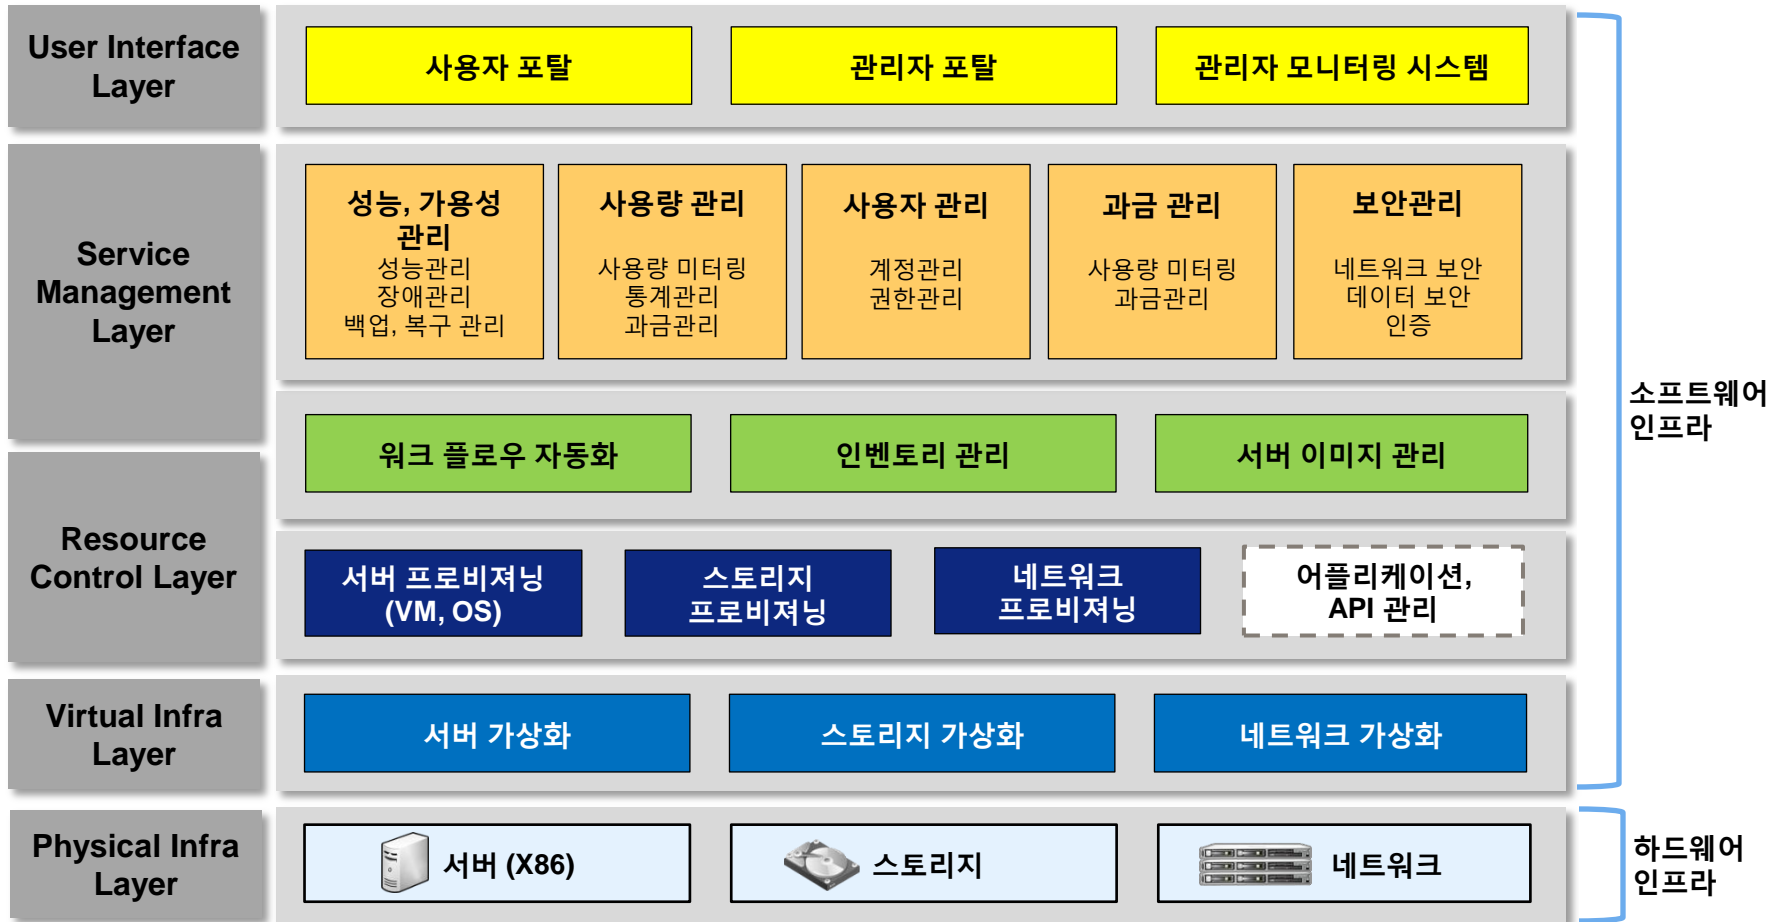 User Interface
Layer
사용자 포탈
관리자 포탈
관리자 모니터링 시스템
Service
Management
Layer
성능, 가용성
관리
성능관리
장애관리
백업, 복구 관리
사용량 관리
사용량 미터링
통계관리
과금관리
사용자 관리
계정관리
권한관리
과금 관리
사용량 미터링
과금관리
보안관리
네트워크 보안
데이터 보안
인증
워크 플로우 자동화
인벤토리 관리
서버 이미지 관리
Resource
Control Layer
서버 프로비져닝
(VM, OS)
스토리지
프로비져닝
네트워크
프로비져닝
어플리케이션,
API 관리
Virtual Infra
Layer
서버 가상화
스토리지 가상화
네트워크 가상화
Physical Infra
Layer
서버 (X86)
스토리지
네트워크
소프트웨어
인프라
하드웨어
인프라